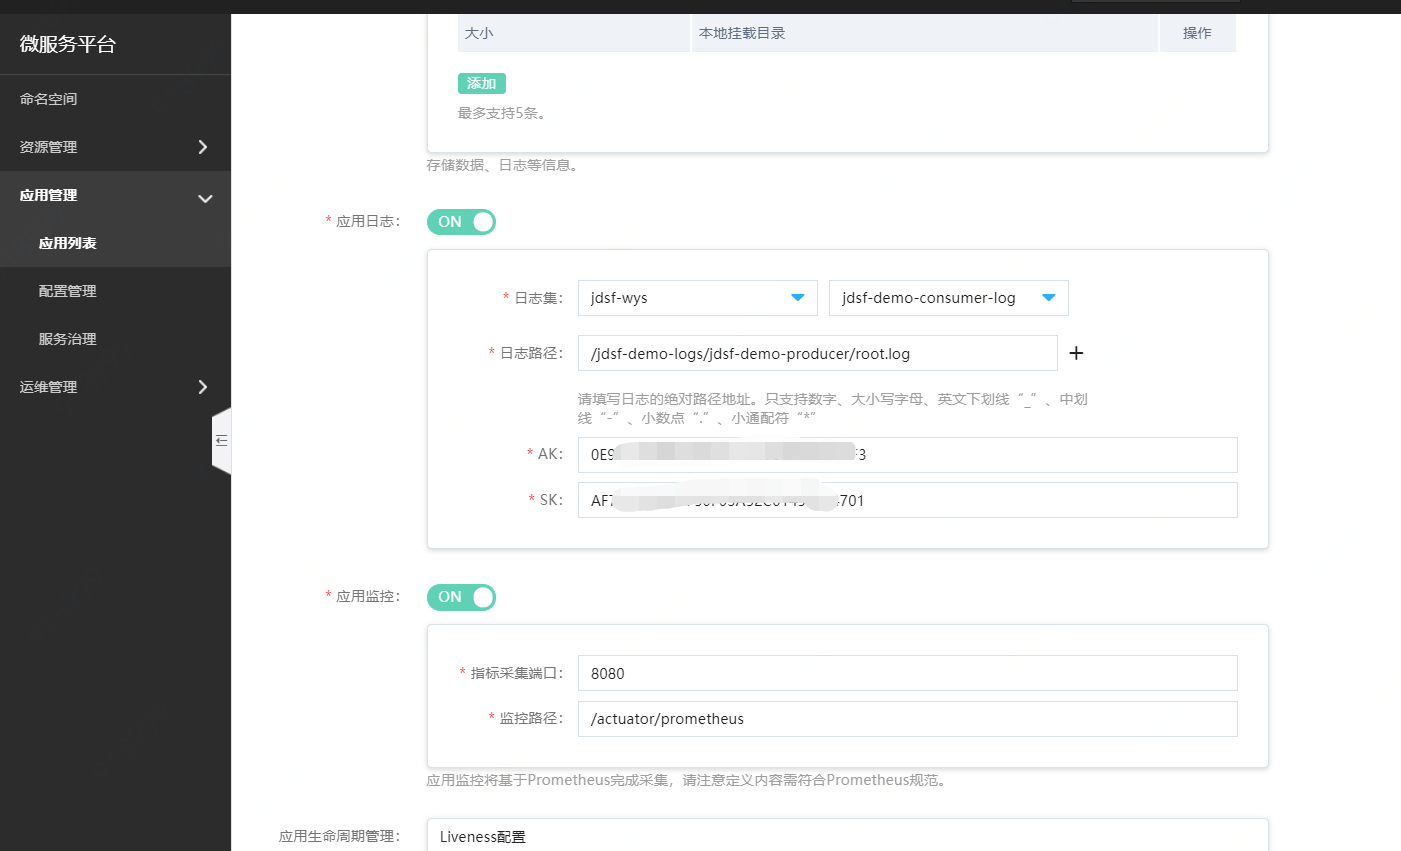 微服务平台
命名空间
资源管理
应用管理
应用列表
配置管理
服务治理
运维管理
大小 本地挂载目录 操作
添加
最多支持5条。
存储数据、日志等信息。
* 应用日志： ON
* 日志集： jdsf-wys jdsf-demo-consumer-log
* 日志路径： /jdsf-demo-logs/jdsf-demo-producer/root.log +
请填写日志的绝对路径地址。只支持数字、大小写字母、英文下划线“_”、中划
线“-”、小数点“.”、小通配符“*”
* AK： 0E9 F3
* SK： AF7 701
* 应用监控： ON
* 指标采集端口： 8080
* 监控路径： /actuator/prometheus
应用监控将基于Prometheus完成采集，请注意定义内容需符合Prometheus规范。
应用生命周期管理： Liveness配置